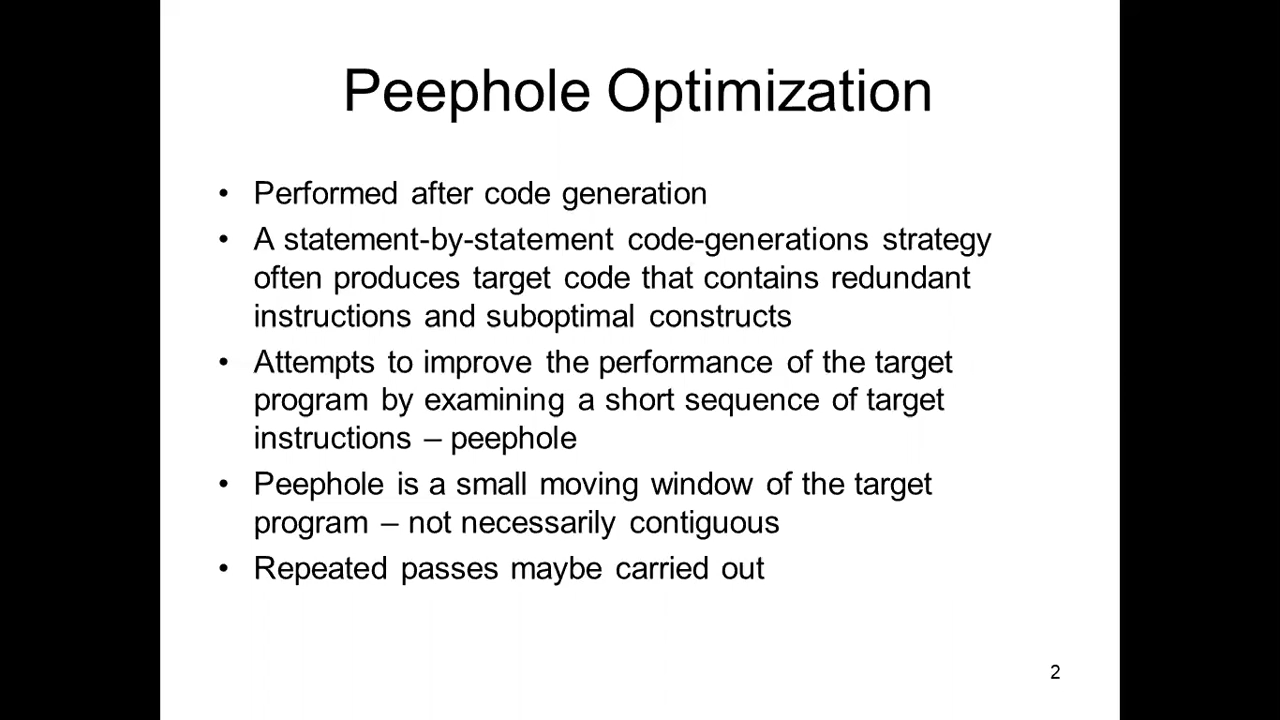 Peephole Optimization
• Performed after code generation
• A statement-by-statement code-generations strategy
often produces target code that contains redundant
instructions and suboptimal constructs
• Attempts to improve the performance of the target
program by examining a short sequence of target
instructions – peephole
• Peephole is a small moving window of the target
program – not necessarily contiguous
• Repeated passes maybe carried out
2